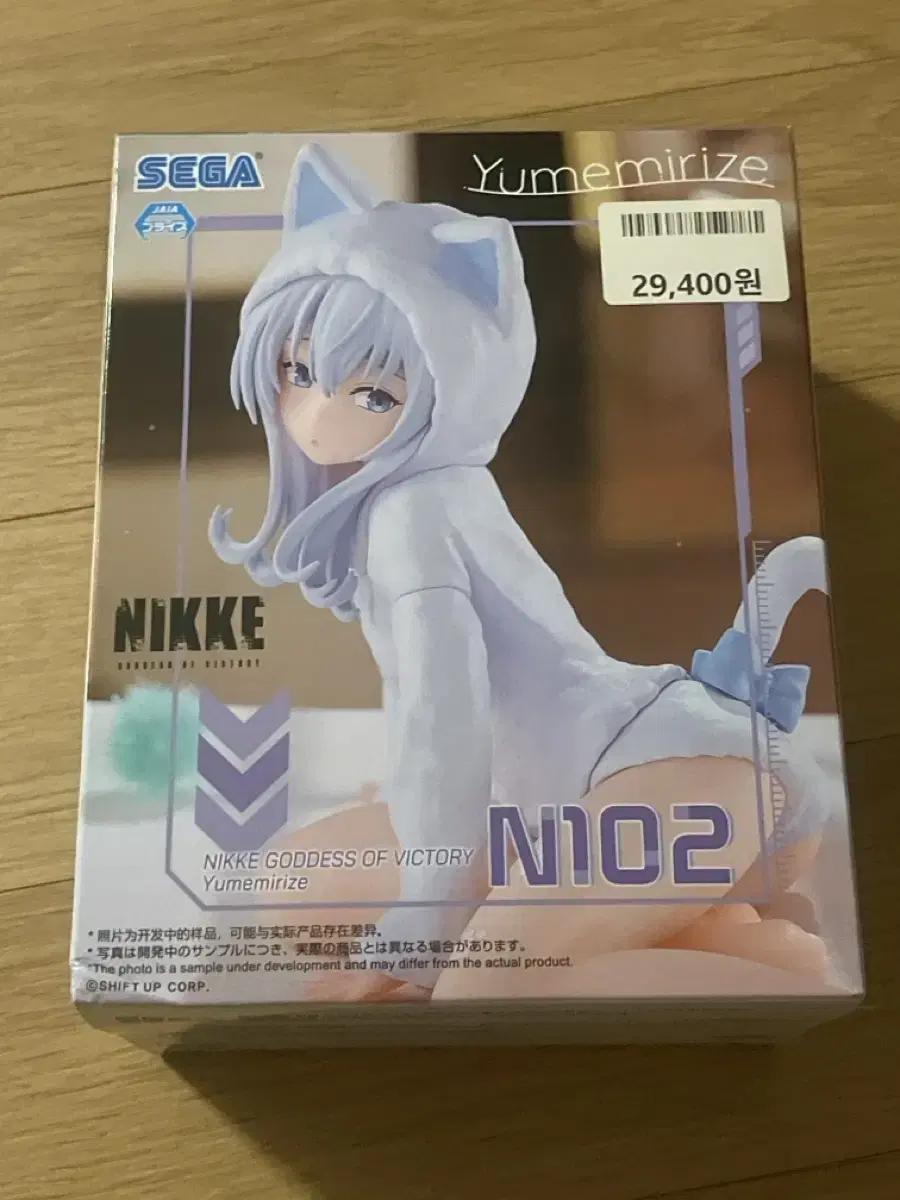 SEGA
Yumemirize
JAIA
プライズ
29,400원
NIKKE
GODDESS OF VICTORY
N102
NIKKE GODDESS OF VICTORY
Yumemirize
* 照片为开发中的样品，可能与实际产品存在差异。
* 写真は開発中のサンプルにつき、実際の商品とは異なる場合があります。
*The photo is a sample under development and may differ from the actual product.
©SHIFT UP CORP.